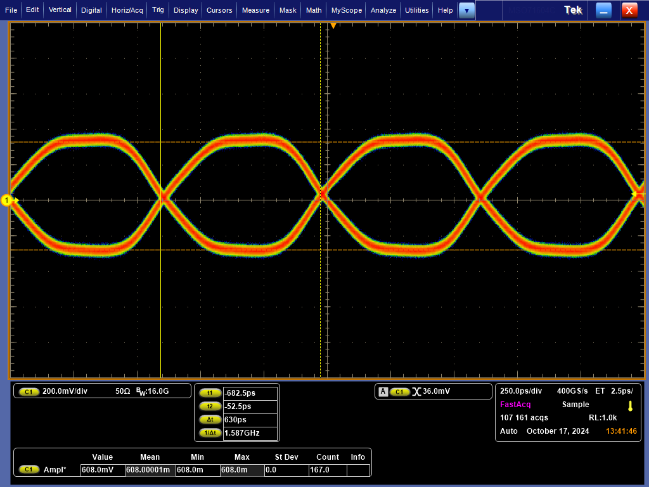 File Edit Vertical Digital Horiz/Acq Trig Display Cursors Measure Mask Math MyScope Analyze Utilities Help Tek X
1
C1 200.0mV/div 50Ω BW:16.0G
t1 -682.5ps
t2 -52.5ps
Δt 630ps
1/Δt 1.587GHz
A C1 36.0mV
250.0ps/div 400GS/s ET 2.5ps/
FastAcq Sample
107 161 acqs RL:1.0k
Auto October 17, 2024 13:41:46
Value Mean Min Max St Dev Count Info
C1 Ampl* 608.0mV 608.00001m 608.0m 608.0m 0.0 167.0